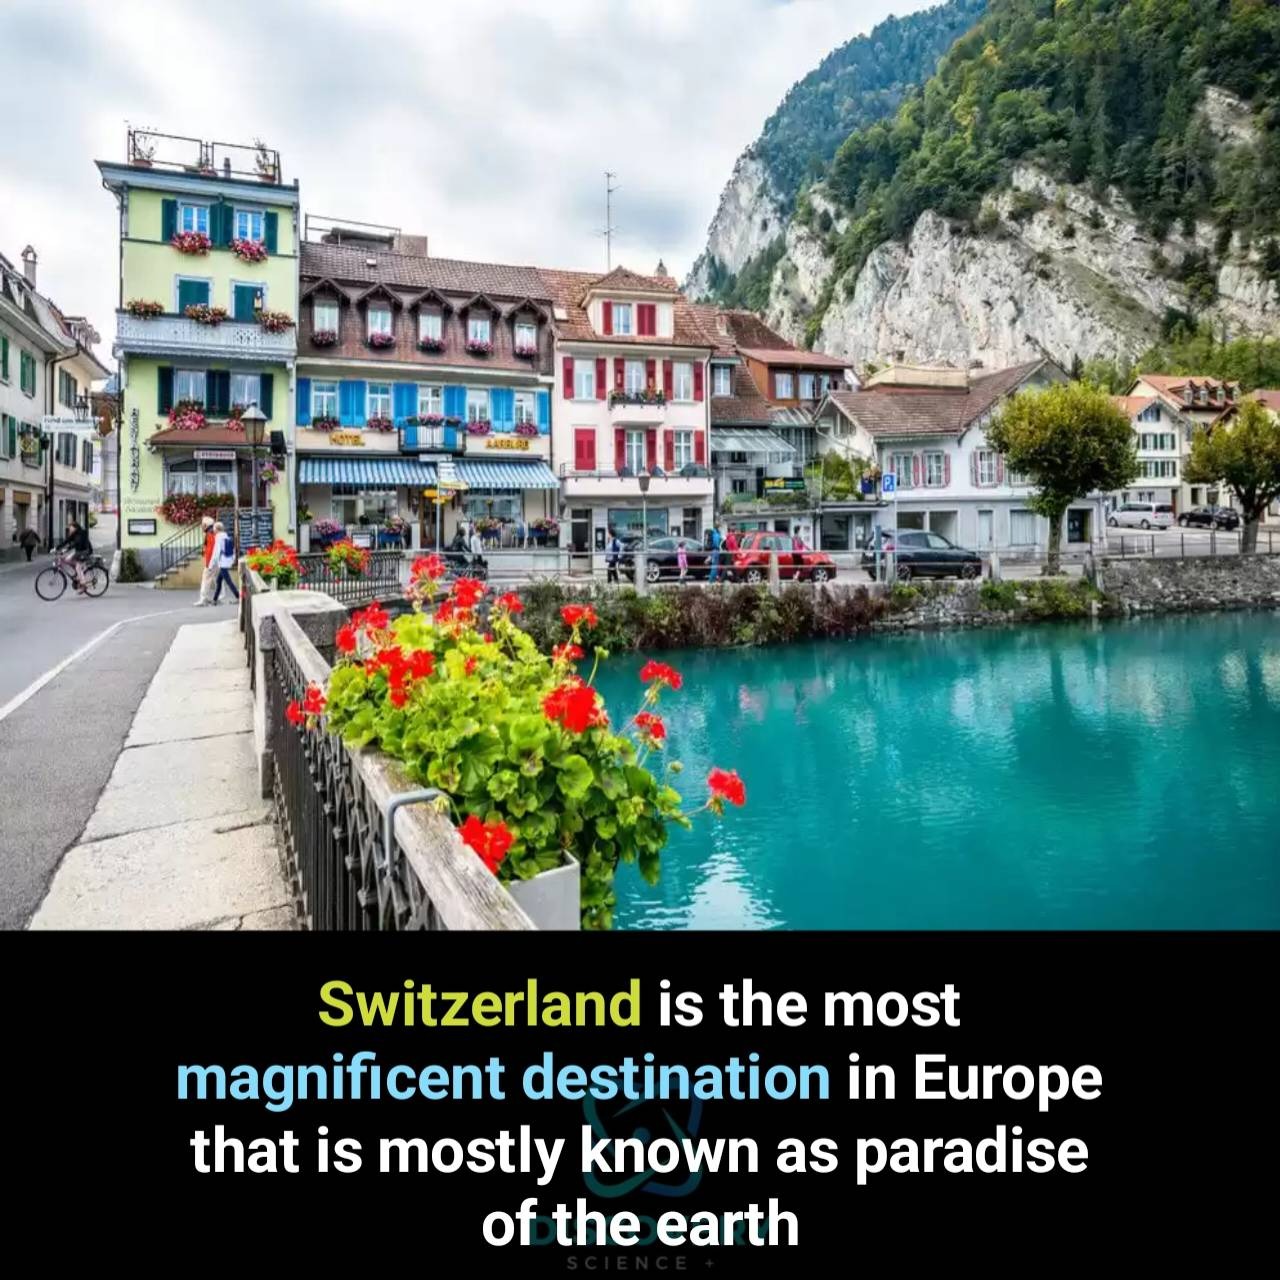 HOTEL
AARBURG
P
Switzerland is the most
magnificent destination in Europe
that is mostly known as paradise
of the earth
SCIENCE +